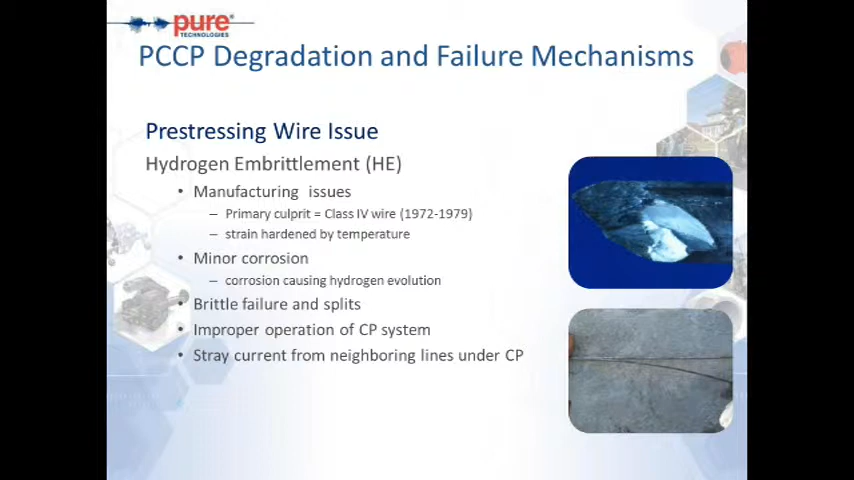 pure
TECHNOLOGIES
PCCP Degradation and Failure Mechanisms
Prestressing Wire Issue
Hydrogen Embrittlement (HE)
• Manufacturing issues
– Primary culprit = Class IV wire (1972-1979)
– strain hardened by temperature
• Minor corrosion
– corrosion causing hydrogen evolution
• Brittle failure and splits
• Improper operation of CP system
• Stray current from neighboring lines under CP